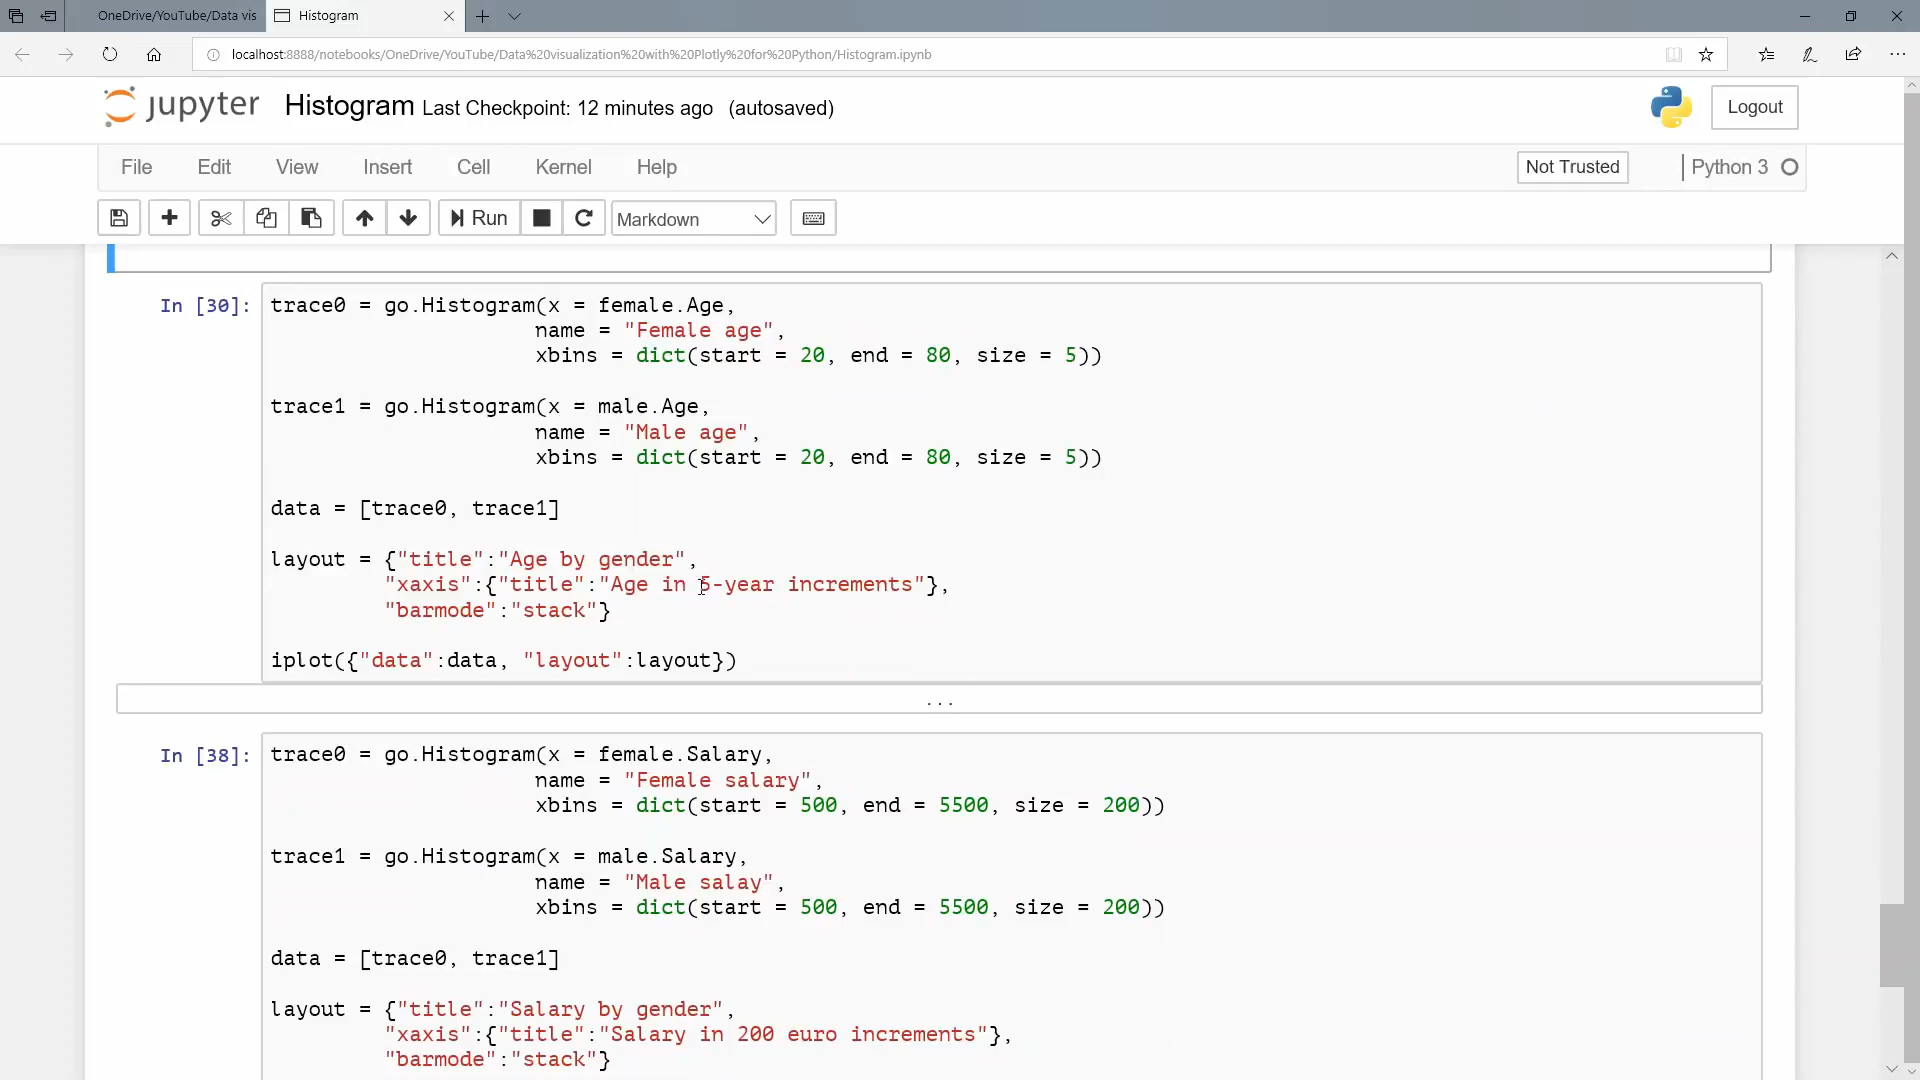 OneDrive/YouTube/Data vis
Histogram
localhost:8888/notebooks/OneDrive/YouTube/Data%20visualization%20with%20Plotly%20for%20Python/Histogram.ipynb
jupyter Histogram Last Checkpoint: 12 minutes ago (autosaved)
Logout
File Edit View Insert Cell Kernel Help
Not Trusted
Python 3
Run
Markdown
In [30]:
trace0 = go.Histogram(x = female.Age,
name = "Female age",
xbins = dict(start = 20, end = 80, size = 5))
trace1 = go.Histogram(x = male.Age,
name = "Male age",
xbins = dict(start = 20, end = 80, size = 5))
data = [trace0, trace1]
layout = {"title":"Age by gender",
"xaxis":{"title":"Age in 5-year increments"},
"barmode":"stack"}
iplot({"data":data, "layout":layout})
...
In [38]:
trace0 = go.Histogram(x = female.Salary,
name = "Female salary",
xbins = dict(start = 500, end = 5500, size = 200))
trace1 = go.Histogram(x = male.Salary,
name = "Male salay",
xbins = dict(start = 500, end = 5500, size = 200))
data = [trace0, trace1]
layout = {"title":"Salary by gender",
"xaxis":{"title":"Salary in 200 euro increments"},
"barmode":"stack"}